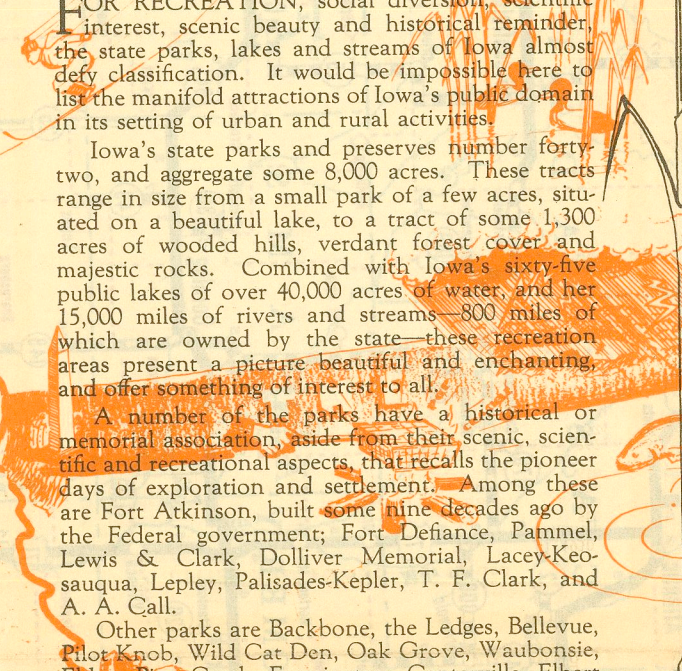 FOR RECREATION, social diversion, scientific
interest, scenic beauty and historical reminder,
the state parks, lakes and streams of Iowa almost
defy classification. It would be impossible here to
list the manifold attractions of Iowa's public domain
in its setting of urban and rural activities.
Iowa's state parks and preserves number forty-
two, and aggregate some 8,000 acres. These tracts
range in size from a small park of a few acres, situ-
ated on a beautiful lake, to a tract of some 1,300
acres of wooded hills, verdant forest cover and
majestic rocks. Combined with Iowa's sixty-five
public lakes of over 40,000 acres of water, and her
15,000 miles of rivers and streams—800 miles of
which are owned by the state—these recreation
areas present a picture beautiful and enchanting,
and offer something of interest to all.
A number of the parks have a historical or
memorial association, aside from their scenic, scien-
tific and recreational aspects, that recalls the pioneer
days of exploration and settlement. Among these
are Fort Atkinson, built some nine decades ago by
the Federal government; Fort Defiance, Pammel,
Lewis & Clark, Dolliver Memorial, Lacey-Keo-
sauqua, Lepley, Palisades-Kepler, T. F. Clark, and
A. A. Call.
Other parks are Backbone, the Ledges, Bellevue,
Pilot Knob, Wild Cat Den, Oak Grove, Waubonsie,